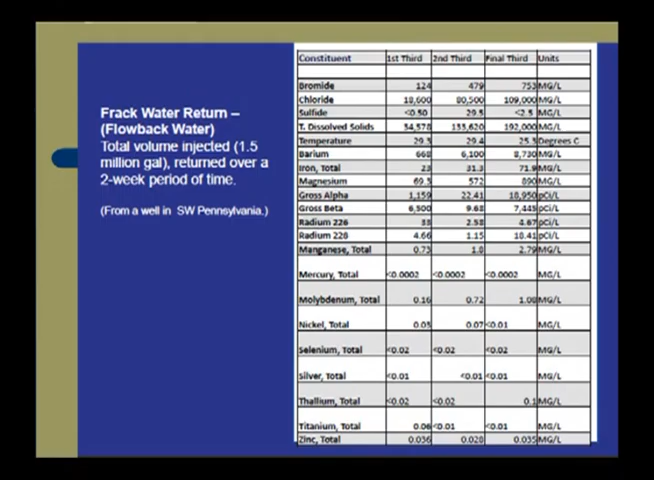 Frack Water Return –
(Flowback Water)
Total volume injected (1.5
million gal), returned over a
2-week period of time.
(From a well in SW Pennsylvania.)
Constituent 1st Third 2nd Third Final Third Units
Bromide 124 479 753 MG/L
Chloride 18,600 80,500 109,000 MG/L
Sulfide <0.50 29.5 <2.5 MG/L
T. Dissolved Solids 34,578 133,620 192,000 MG/L
Temperature 29.3 29.4 25.3 Degrees C
Barium 668 6,100 8,730 MG/L
Iron, Total 23 31.3 71.9 MG/L
Magnesium 69.5 572 890 MG/L
Gross Alpha 1,159 22.41 18,950 pCi/L
Gross Beta 6,500 9.68 7,445 pCi/L
Radium 226 33 2.58 4.67 pCi/L
Radium 228 4.66 1.15 18.41 pCi/L
Manganese, Total 0.73 1.8 2.79 MG/L
Mercury, Total <0.0002 <0.0002 <0.0002 MG/L
Molybdenum, Total 0.16 0.72 1.08 MG/L
Nickel, Total 0.05 0.07 <0.01 MG/L
Selenium, Total <0.02 <0.02 <0.02 MG/L
Silver, Total <0.01 <0.01 <0.01 MG/L
Thallium, Total <0.02 <0.02 0.1 MG/L
Titanium, Total 0.06 <0.01 <0.01 MG/L
Zinc, Total 0.036 0.028 0.035 MG/L